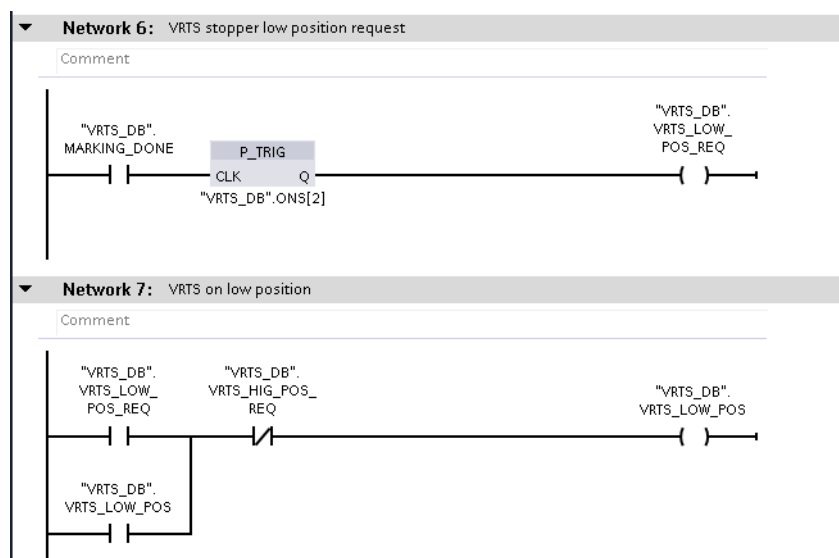 Network 6: VRTS stopper low position request
Comment
"VRTS_DB".
MARKING_DONE
P_TRIG
CLK Q
"VRTS_DB".ONS[2]
"VRTS_DB".
VRTS_LOW_
POS_REQ
Network 7: VRTS on low position
Comment
"VRTS_DB".
VRTS_LOW_
POS_REQ
"VRTS_DB".
VRTS_HIG_POS_
REQ
"VRTS_DB".
VRTS_LOW_POS
"VRTS_DB".
VRTS_LOW_POS